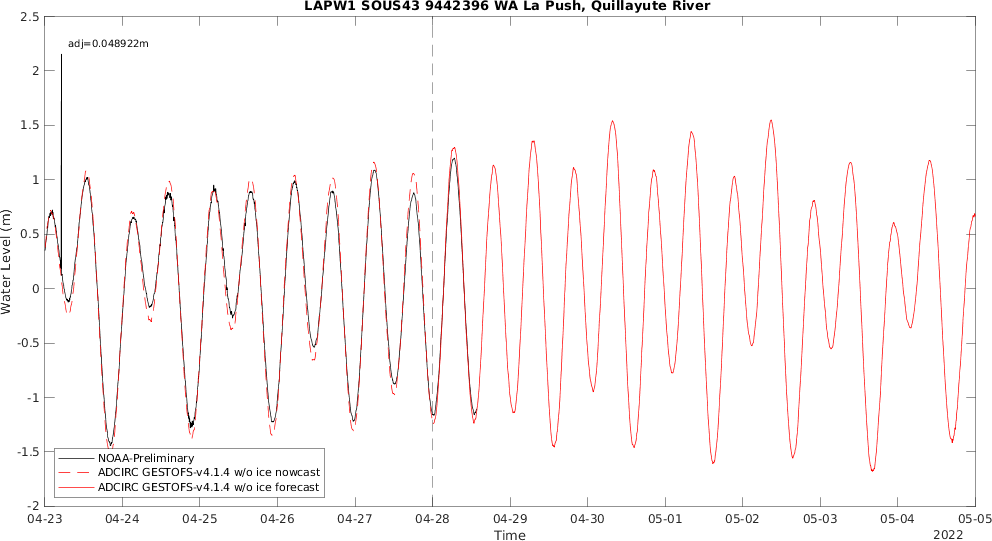 LAPW1 SOUS43 9442396 WA La Push, Quillayute River
adj=0.048922m
Water Level (m)
2.5
2
1.5
1
0.5
0
-0.5
-1
-1.5
-2
NOAA-Preliminary
ADCIRC GESTOFS-v4.1.4 w/o ice nowcast
ADCIRC GESTOFS-v4.1.4 w/o ice forecast
04-23 04-24 04-25 04-26 04-27 04-28 04-29 04-30 05-01 05-02 05-03 05-04 05-05
Time
2022